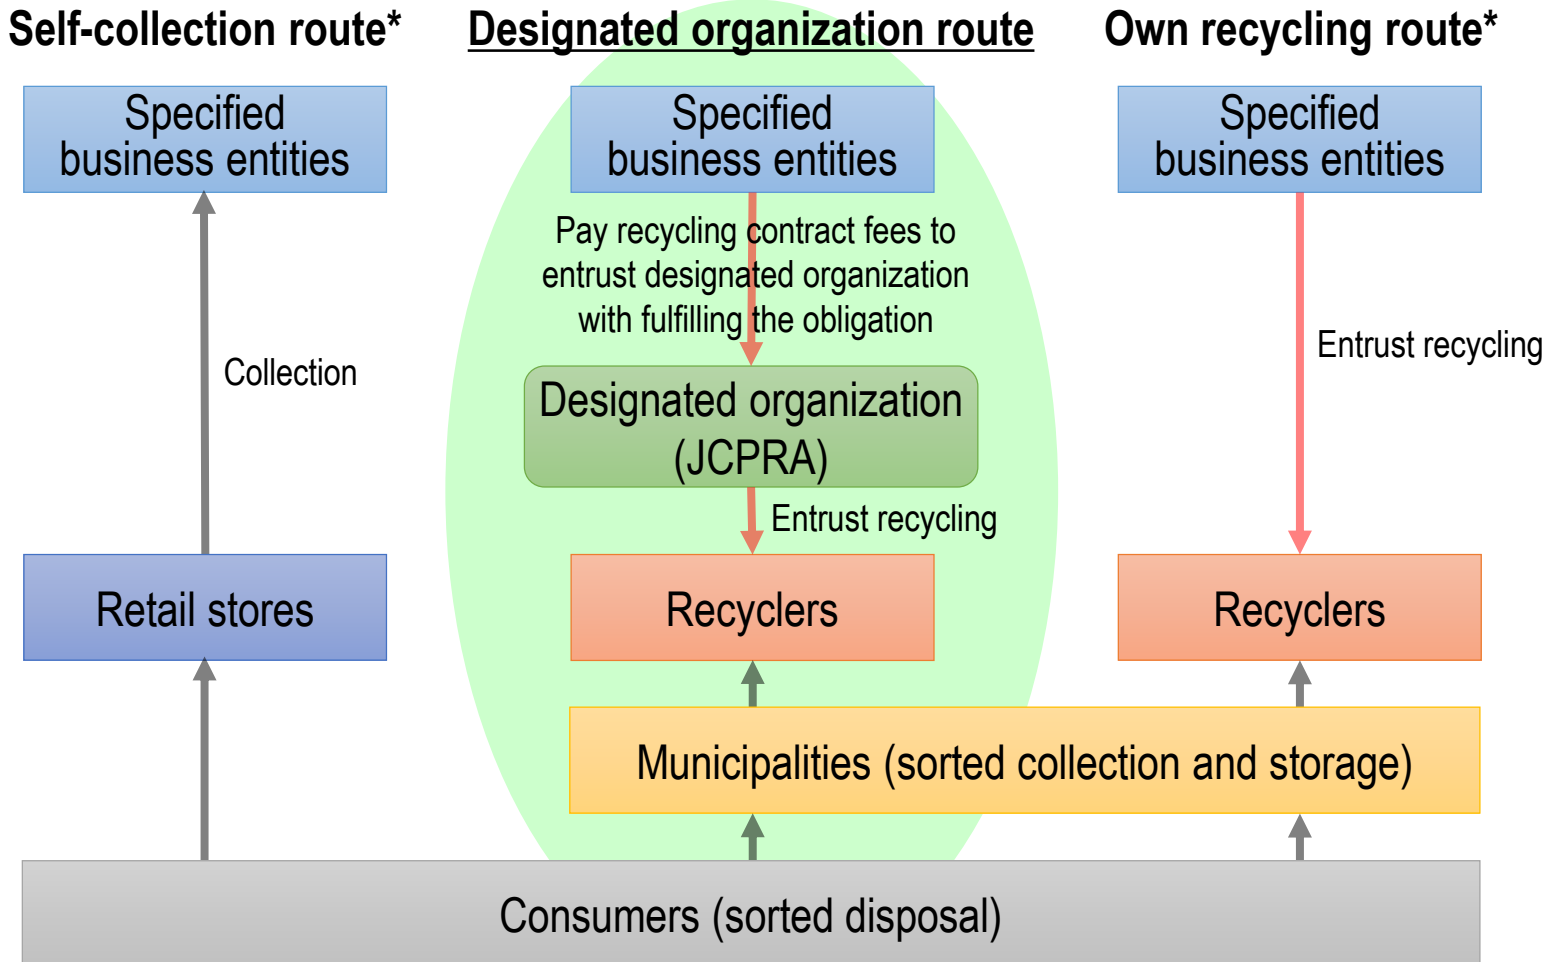 Self-collection route*
Designated organization route
Own recycling route*
Specified
business entities
Specified
business entities
Specified
business entities
Pay recycling contract fees to
entrust designated organization
with fulfilling the obligation
Collection
Entrust recycling
Designated organization
(JCPRA)
Entrust recycling
Retail stores
Recyclers
Recyclers
Municipalities (sorted collection and storage)
Consumers (sorted disposal)